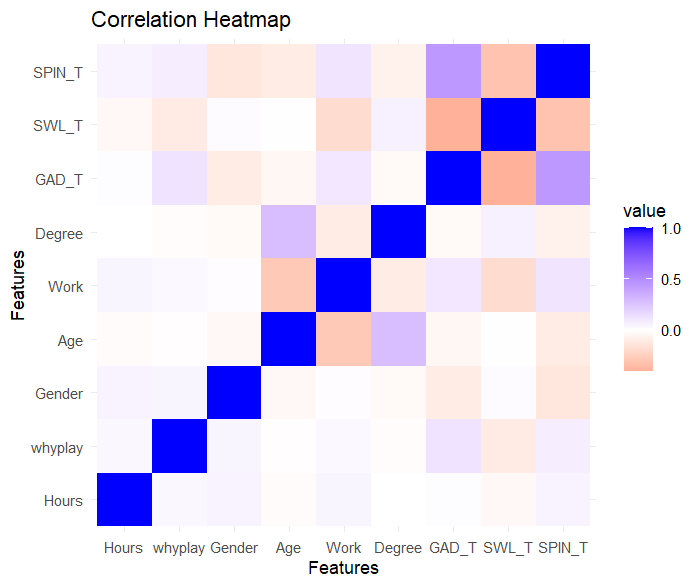 Correlation Heatmap
SPIN_T
SWL_T
GAD_T
Degree
Work
Age
Gender
whyplay
Hours
Features
Hours whyplay Gender Age Work Degree GAD_T SWL_T SPIN_T
Features
value
1.0
0.5
0.0